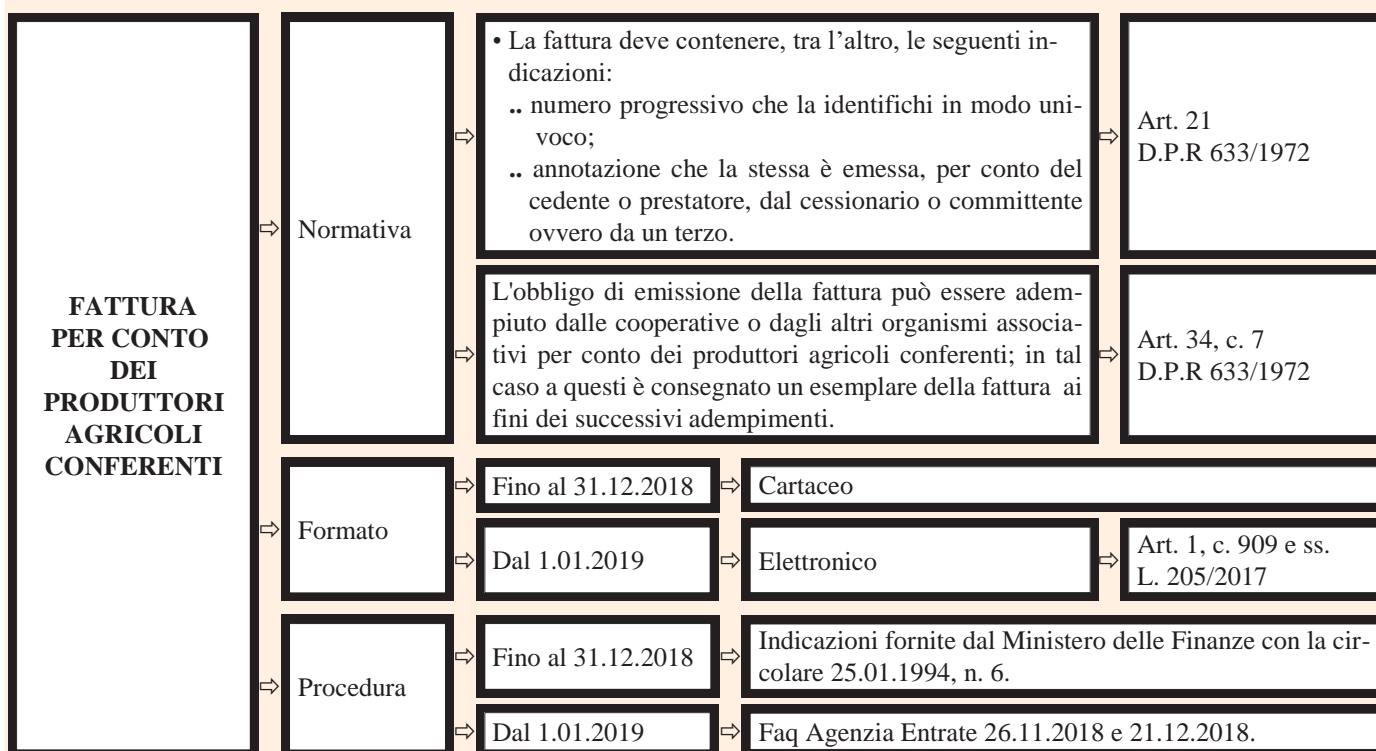 FATTURA
PER CONTO
DEI
PRODUTTORI
AGRICOLI
CONFERENTI
⇨
Normativa
⇨
• La fattura deve contenere, tra l’altro, le seguenti in-
dicazioni:
.. numero progressivo che la identifichi in modo uni-
voco;
.. annotazione che la stessa è emessa, per conto del
cedente o prestatore, dal cessionario o committente
ovvero da un terzo.
⇨
Art. 21
D.P.R 633/1972
⇨
L'obbligo di emissione della fattura può essere adem-
piuto dalle cooperative o dagli altri organismi associa-
tivi per conto dei produttori agricoli conferenti; in tal
caso a questi è consegnato un esemplare della fattura ai
fini dei successivi adempimenti.
⇨
Art. 34, c. 7
D.P.R 633/1972
⇨
Formato
⇨
Fino al 31.12.2018
⇨
Cartaceo
⇨
Dal 1.01.2019
⇨
Elettronico
⇨
Art. 1, c. 909 e ss.
L. 205/2017
⇨
Procedura
⇨
Fino al 31.12.2018
⇨
Indicazioni fornite dal Ministero delle Finanze con la cir-
colare 25.01.1994, n. 6.
⇨
Dal 1.01.2019
⇨
Faq Agenzia Entrate 26.11.2018 e 21.12.2018.